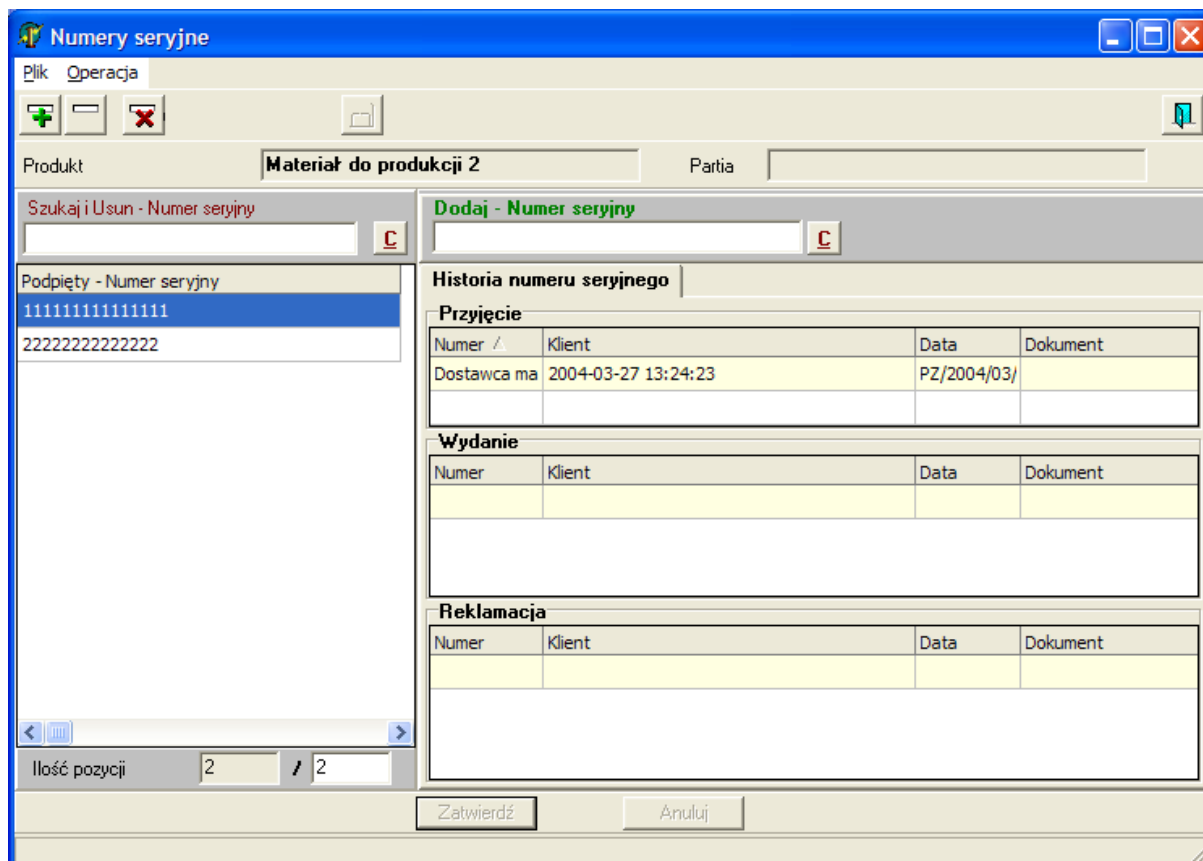 Numery seryjne
Plik Operacja
Produkt Materiał do produkcji 2 Partia
Szukaj i Usun - Numer seryjny
C
Dodaj - Numer seryjny
C
Podpięty - Numer seryjny
111111111111111
22222222222222
Ilość pozycji 2 / 2
Historia numeru seryjnego
Przyjęcie
Numer Klient Data Dokument
Dostawca ma 2004-03-27 13:24:23 PZ/2004/03/
Wydanie
Numer Klient Data Dokument
Reklamacja
Numer Klient Data Dokument
Zatwierdź Anuluj